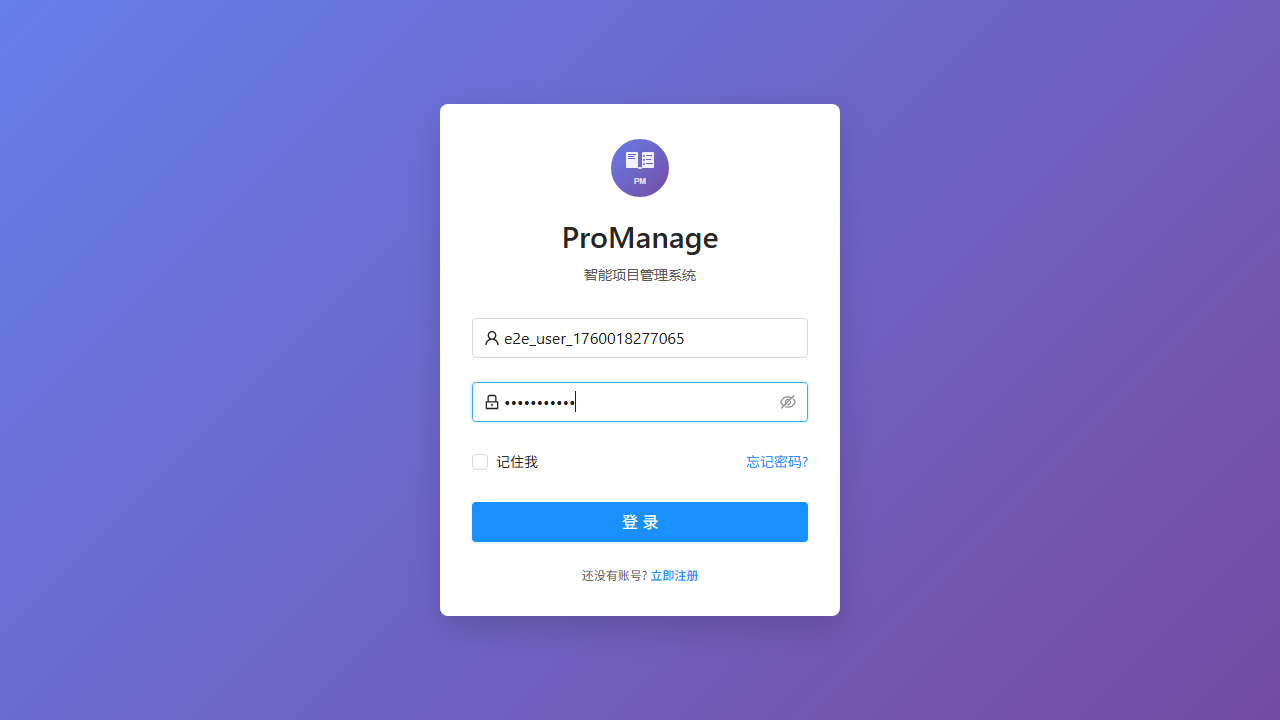 PM
ProManage
智能项目管理系统
e2e_user_1760018277065
•••••••••••
记住我
忘记密码?
登 录
还没有账号? 立即注册